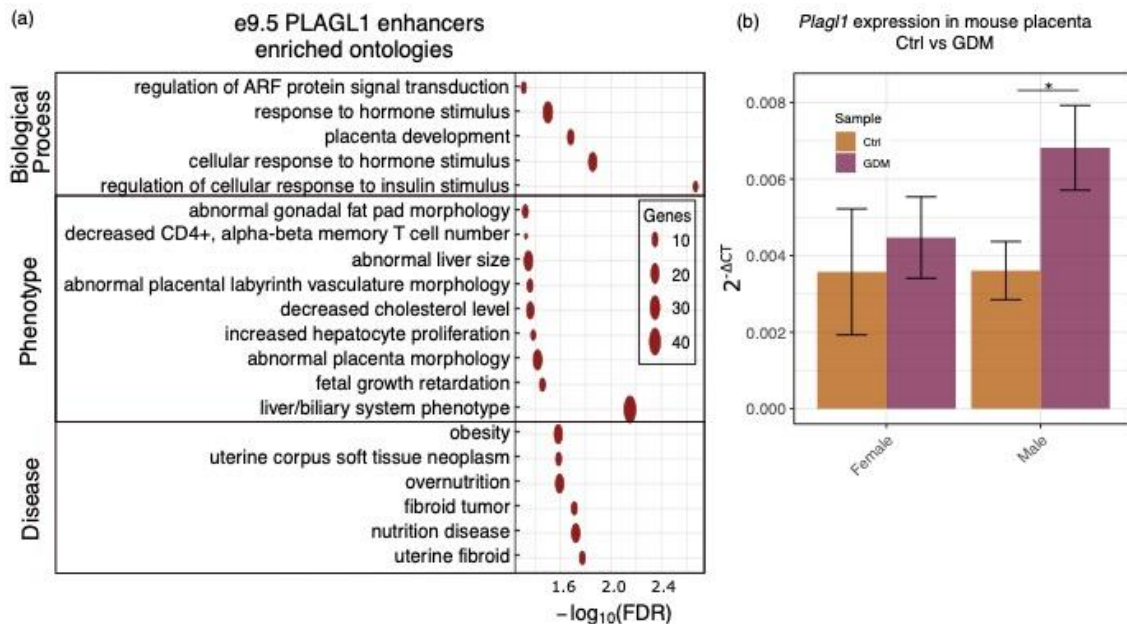 (a)
e9.5 PLAGL1 enhancers
enriched ontologies
Biological
Process
regulation of ARF protein signal transduction
response to hormone stimulus
placenta development
cellular response to hormone stimulus
regulation of cellular response to insulin stimulus
Phenotype
abnormal gonadal fat pad morphology
decreased CD4+, alpha-beta memory T cell number
abnormal liver size
abnormal placental labyrinth vasculature morphology
decreased cholesterol level
increased hepatocyte proliferation
abnormal placenta morphology
fetal growth retardation
liver/biliary system phenotype
Genes
10
20
30
40
Disease
obesity
uterine corpus soft tissue neoplasm
overnutrition
fibroid tumor
nutrition disease
uterine fibroid
1.6 2.0 2.4
−log₁₀(FDR)
(b)
Plagl1 expression in mouse placenta
Ctrl vs GDM
2^-ΔCT
0.008
0.006
0.004
0.002
0.000
Sample
Ctrl
GDM
*
Female
Male